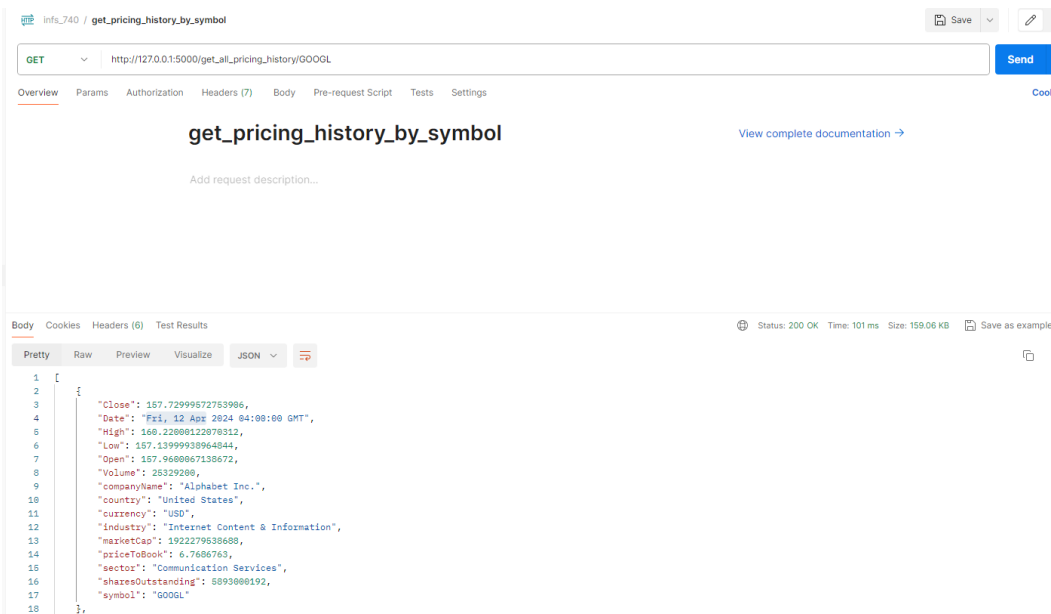 HTTP infs_740 / get_pricing_history_by_symbol Save
GET http://127.0.0.1:5000/get_all_pricing_history/GOOGL Send
Overview Params Authorization Headers (7) Body Pre-request Script Tests Settings Cool
get_pricing_history_by_symbol View complete documentation →
Add request description...
Body Cookies Headers (6) Test Results Status: 200 OK Time: 101 ms Size: 159.06 KB Save as example
Pretty Raw Preview Visualize JSON
1 [
2 {
3 "Close": 157.72999572753906,
4 "Date": "Fri, 12 Apr 2024 04:00:00 GMT",
5 "High": 160.22000122070312,
6 "Low": 157.13999938964844,
7 "Open": 157.9600067138672,
8 "Volume": 25329200,
9 "companyName": "Alphabet Inc.",
10 "country": "United States",
11 "currency": "USD",
12 "industry": "Internet Content & Information",
13 "marketCap": 1922279538688,
14 "priceToBook": 6.7686763,
15 "sector": "Communication Services",
16 "sharesOutstanding": 5893000192,
17 "symbol": "GOOGL"
18 },